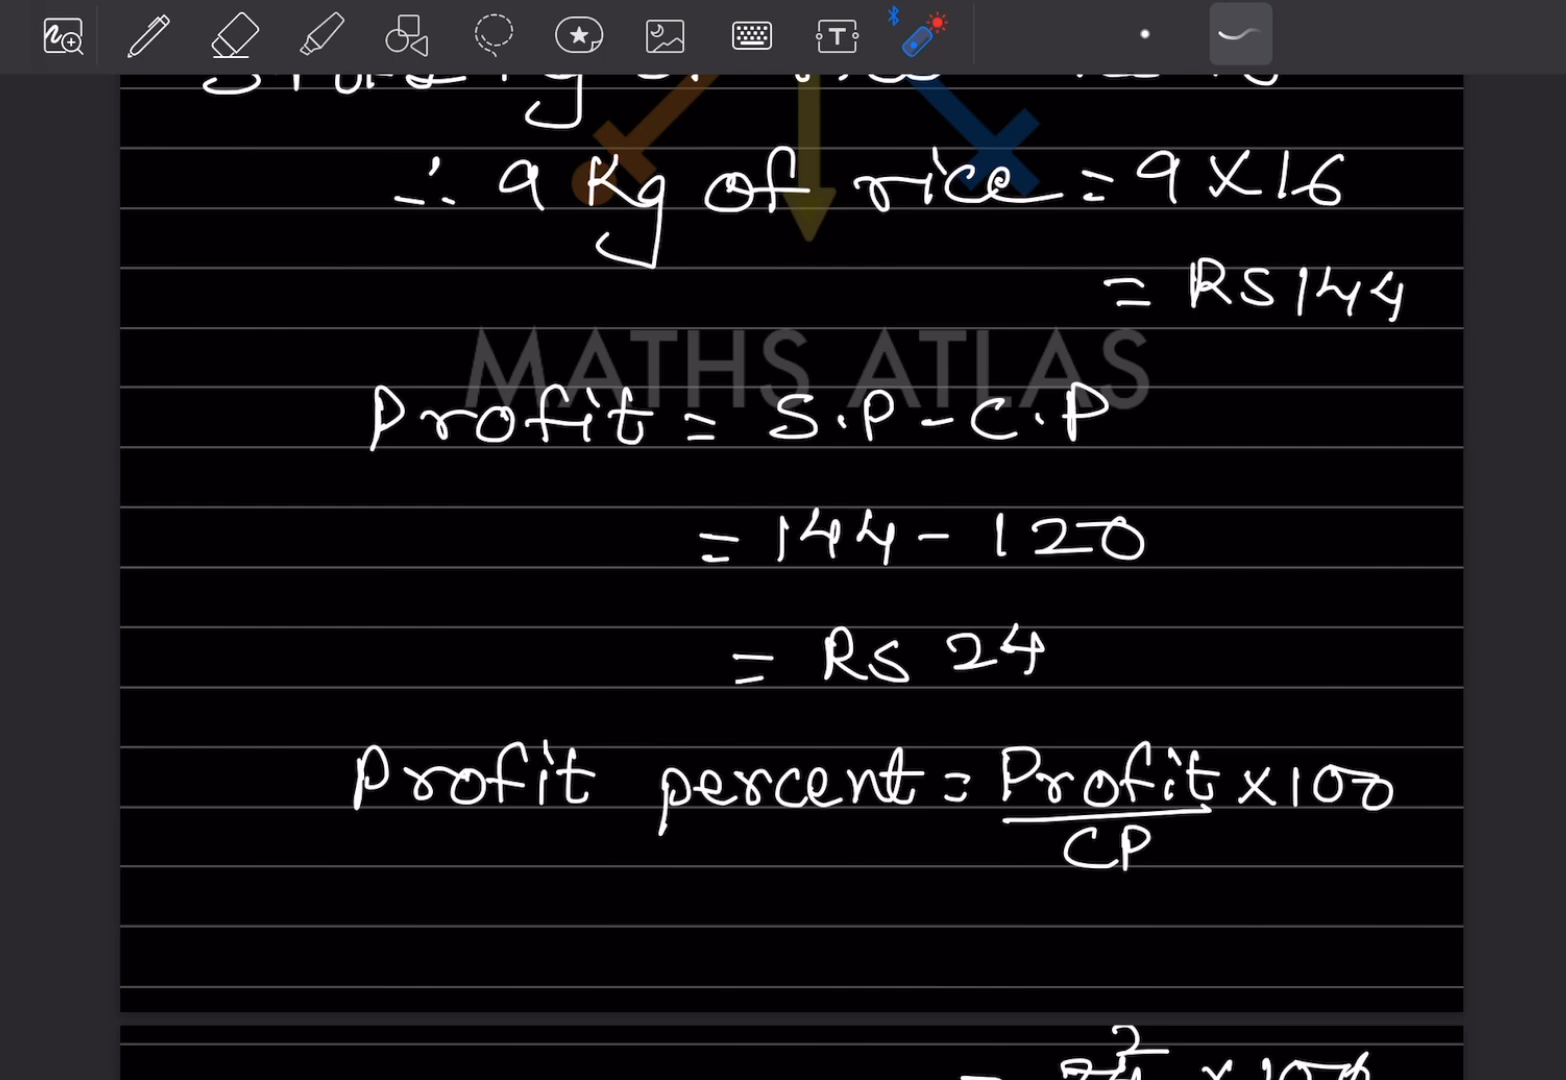 ∴ 9 Kg of rice = 9 X 16
= RS 144
MATHS ATLAS
Profit = S.P - C.P
= 144 - 120
= RS 24
Profit percent = Profit x 100
CP
2